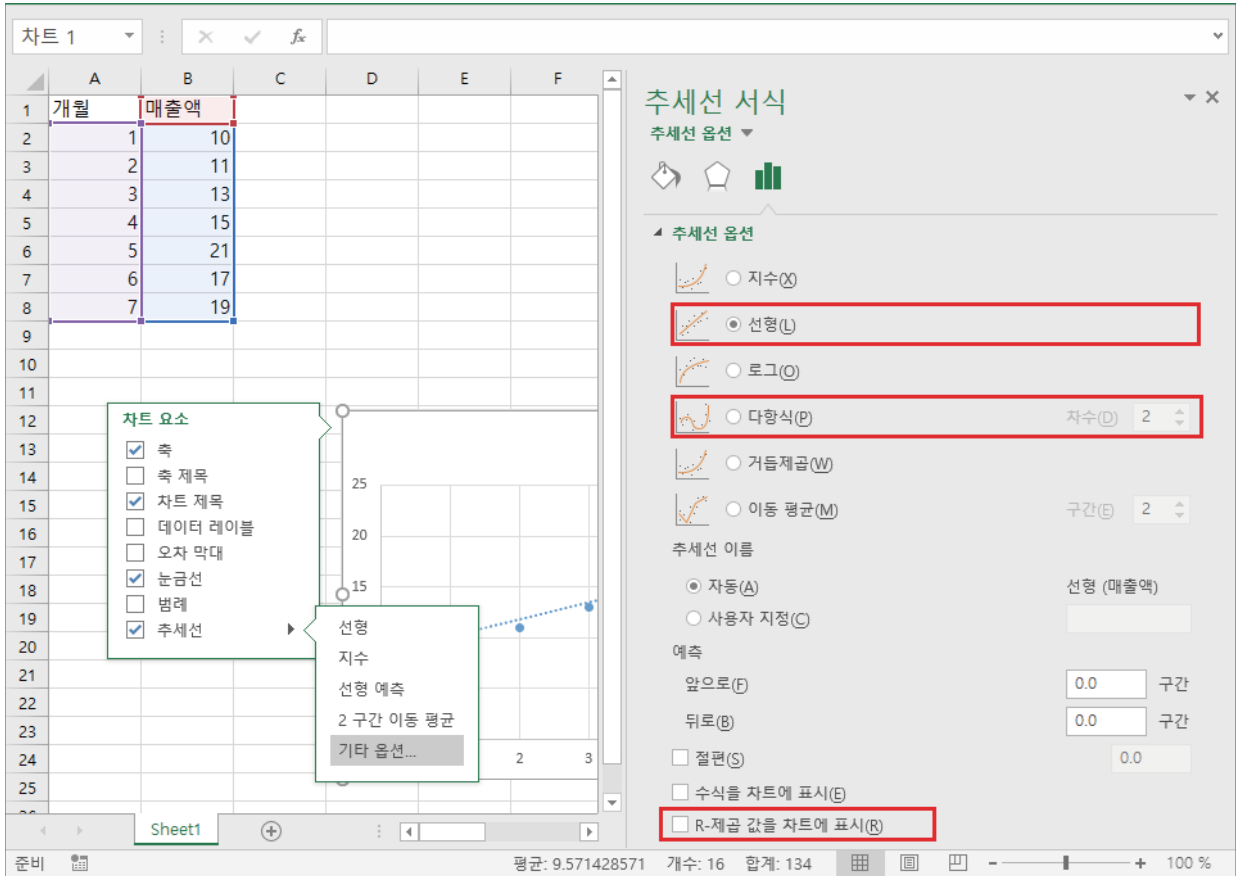 차트 1
fx
A B C D E F
1 개월 매출액
2 1 10
3 2 11
4 3 13
5 4 15
6 5 21
7 6 17
8 7 19
9
10
11
12
13
14
15
16
17
18
19
20
21
22
23
24
25
차트 요소
축
축 제목
차트 제목
데이터 레이블
오차 막대
눈금선
범례
추세선
선형
지수
선형 예측
2 구간 이동 평균
기타 옵션...
25
20
15
2 3
Sheet1
추세선 서식
추세선 옵션
추세선 옵션
지수(X)
선형(L)
로그(O)
다항식(P) 차수(D) 2
거듭제곱(W)
이동 평균(M) 구간(E) 2
추세선 이름
자동(A) 선형 (매출액)
사용자 지정(C)
예측
앞으로(F) 0.0 구간
뒤로(B) 0.0 구간
절편(S) 0.0
수식을 차트에 표시(E)
R-제곱 값을 차트에 표시(R)
준비 평균: 9.571428571 개수: 16 합계: 134 - + 100 %